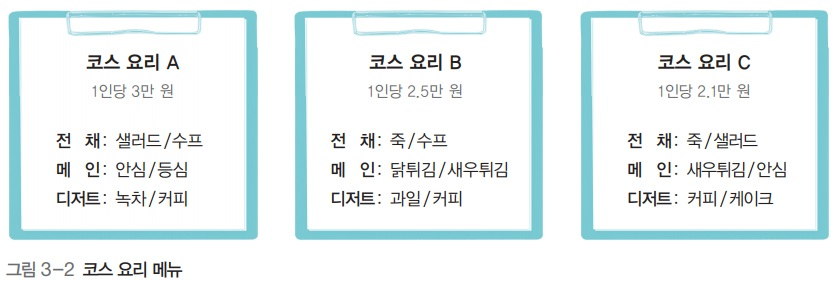 코스 요리 A
1인당 3만 원
전 채: 샐러드/수프
메 인: 안심/등심
디저트: 녹차/커피
코스 요리 B
1인당 2.5만 원
전 채: 죽/수프
메 인: 닭튀김/새우튀김
디저트: 과일/커피
코스 요리 C
1인당 2.1만 원
전 채: 죽/샐러드
메 인: 새우튀김/안심
디저트: 커피/케이크
그림 3-2 코스 요리 메뉴